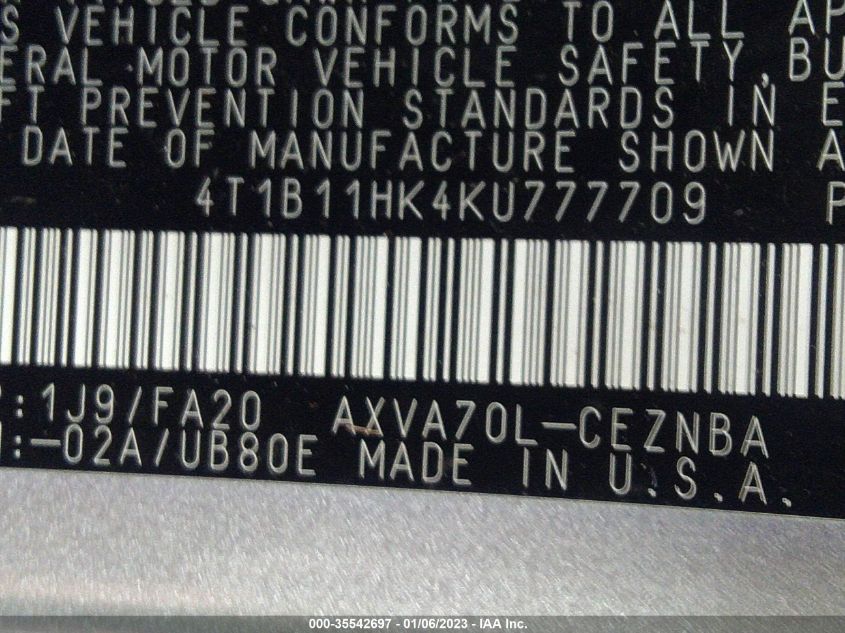 S VEHICLE CONFORMS TO ALL AP
ERAL MOTOR VEHICLE SAFETY, BU
FT PREVENTION STANDARDS IN E
DATE OF MANUFACTURE SHOWN A
4T1B11HK4KU777709 P
:1J9/FA20 AXVA70L-CEZNBA
:-02A/UB80E MADE IN U.S.A.
000-35542697 - 01/06/2023 - IAA Inc.